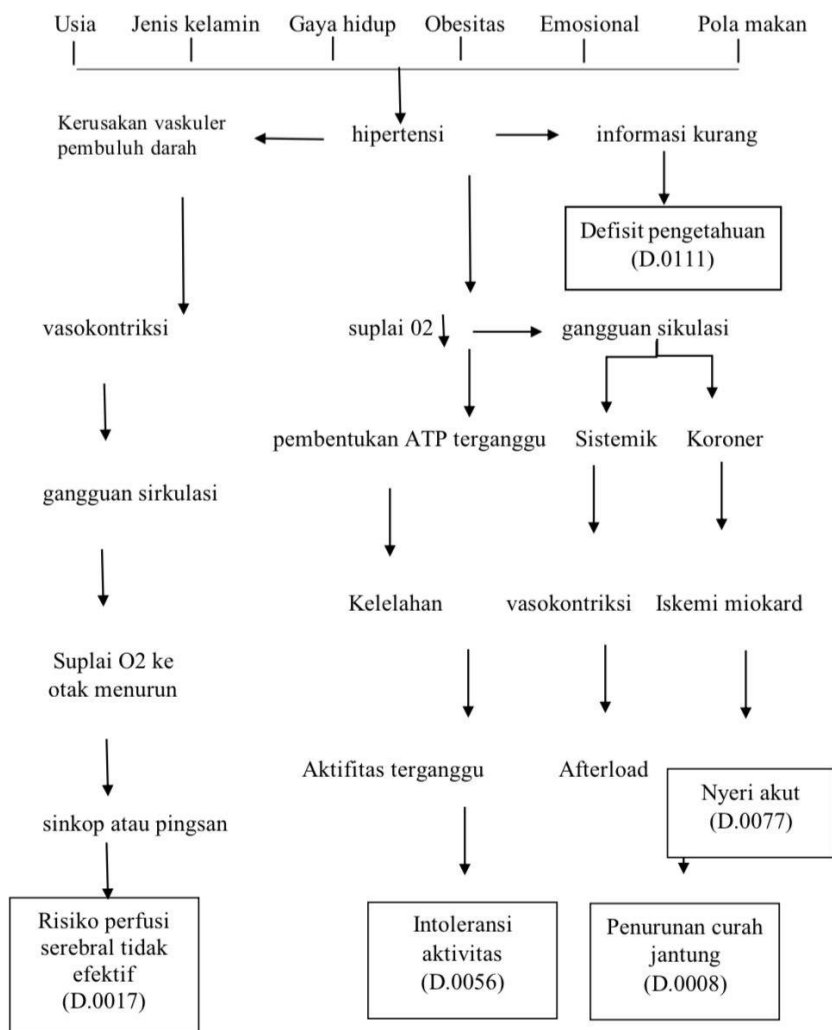 Usia Jenis kelamin Gaya hidup Obesitas Emosional Pola makan
Kerusakan vaskuler
pembuluh darah
hipertensi
informasi kurang
Defisit pengetahuan
(D.0111)
vasokontriksi
suplai 02
gangguan sikulasi
pembentukan ATP terganggu
Sistemik
Koroner
gangguan sirkulasi
Kelelahan
vasokontriksi
Iskemi miokard
Suplai O2 ke
otak menurun
Aktifitas terganggu
Afterload
Nyeri akut
(D.0077)
sinkop atau pingsan
Risiko perfusi
serebral tidak
efektif
(D.0017)
Intoleransi
aktivitas
(D.0056)
Penurunan curah
jantung
(D.0008)